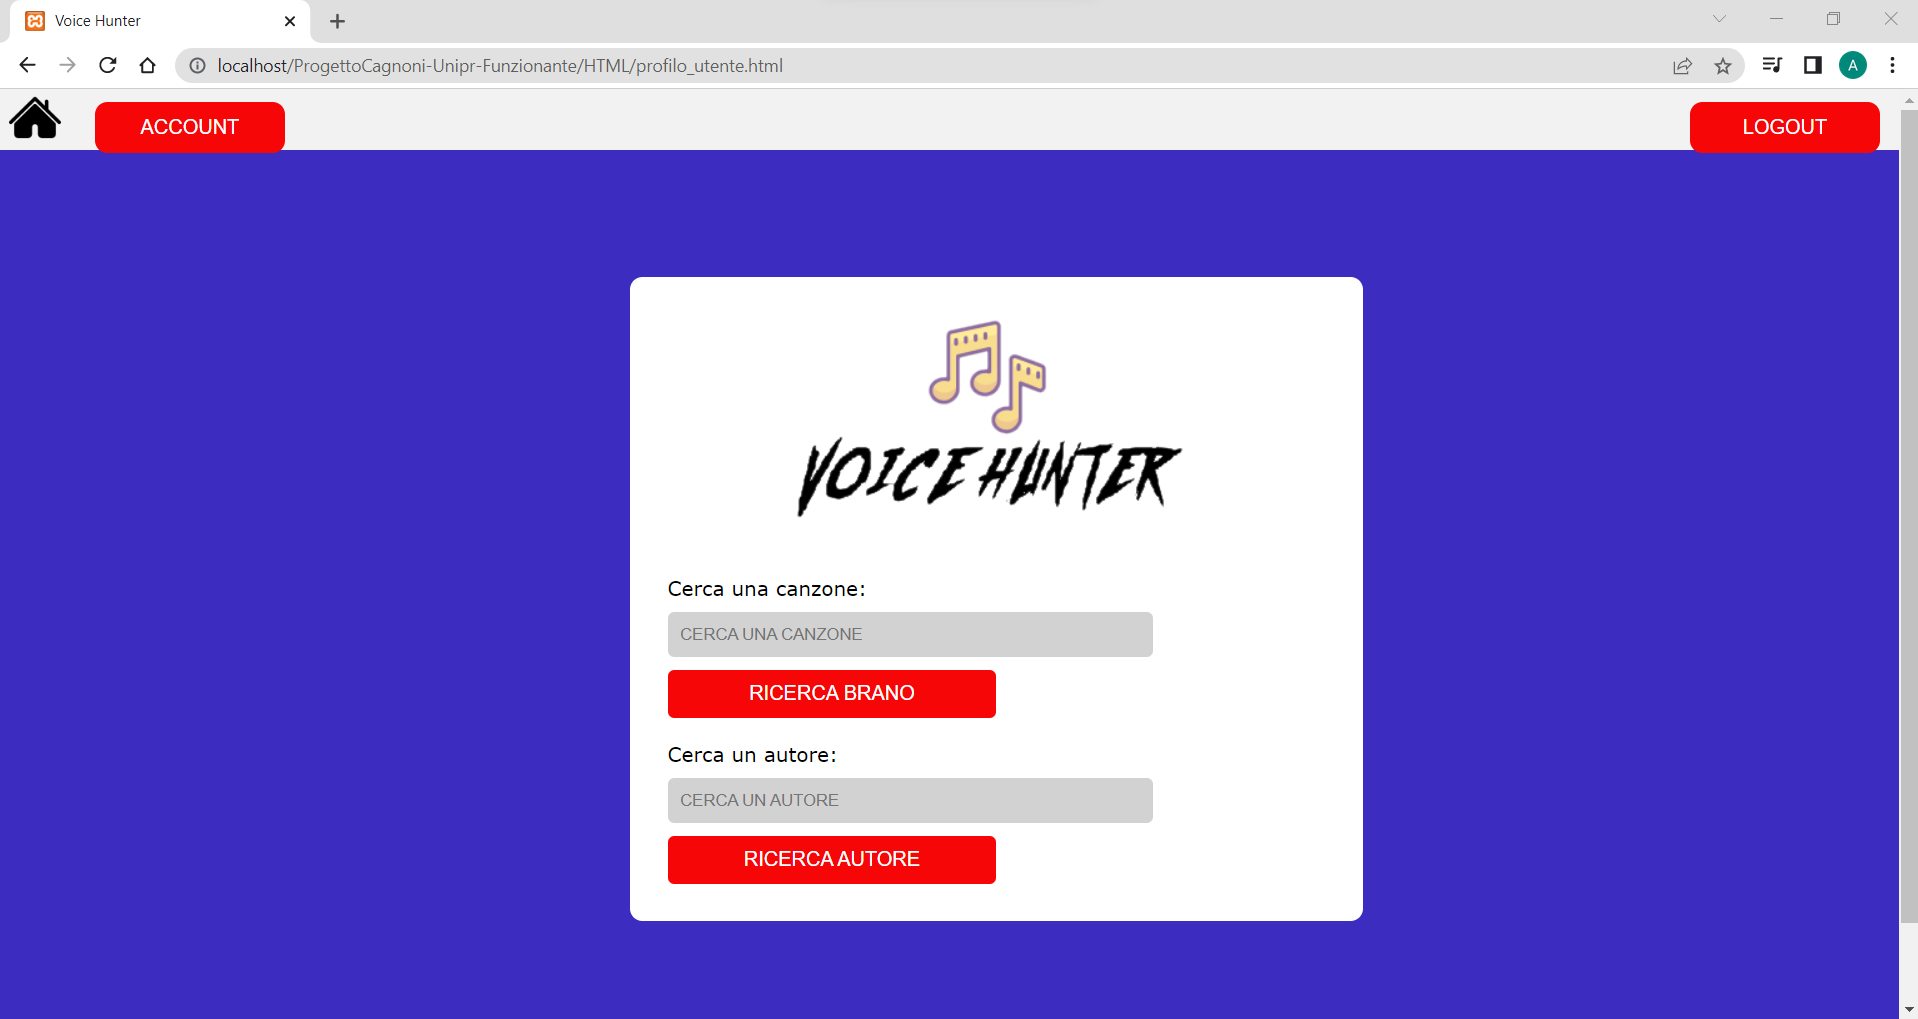 Voice Hunter
localhost/ProgettoCagnoni-Unipr-Funzionante/HTML/profilo_utente.html
A
ACCOUNT
LOGOUT
VOICE HUNTER
Cerca una canzone:
CERCA UNA CANZONE
RICERCA BRANO
Cerca un autore:
CERCA UN AUTORE
RICERCA AUTORE